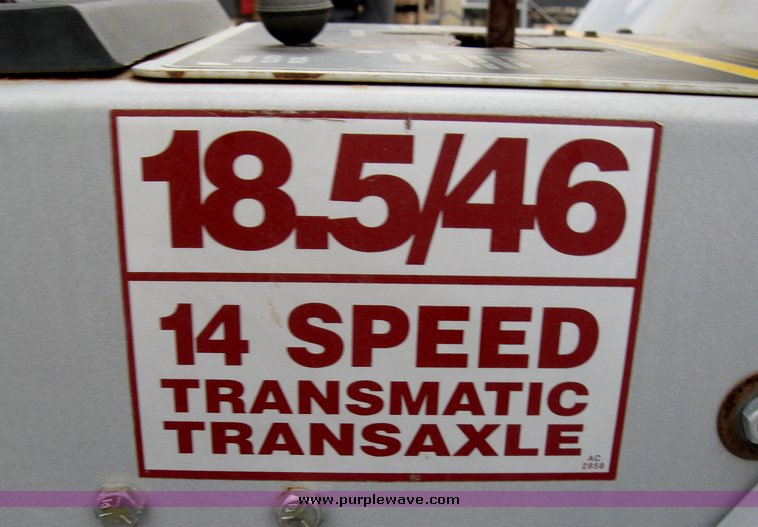 18.5/46
14 SPEED
TRANSMATIC
TRANSAXLE
AC
2858
www.purplewave.com